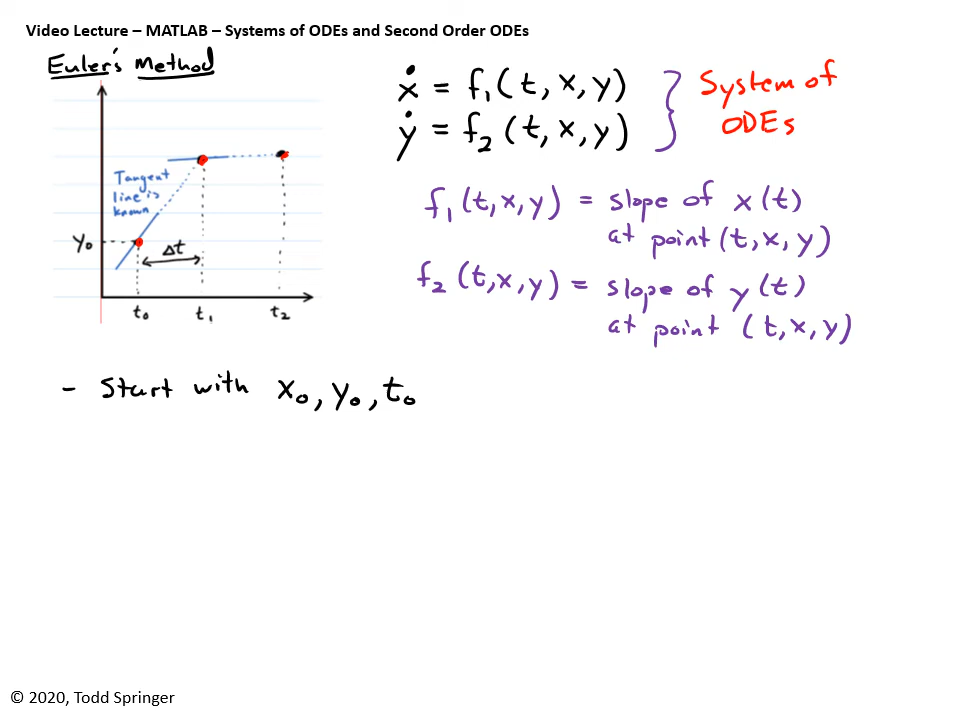 Video Lecture – MATLAB – Systems of ODEs and Second Order ODEs
Euler's Method
ẋ = f₁(t, x, y)
ẏ = f₂(t, x, y)
System of
ODEs
Tangent
line is
known
y₀
Δt
t₀ t₁ t₂
f₁(t, x, y) = slope of x(t)
at point (t, x, y)
f₂(t, x, y) = slope of y(t)
at point (t, x, y)
- Start with x₀, y₀, t₀
© 2020, Todd Springer